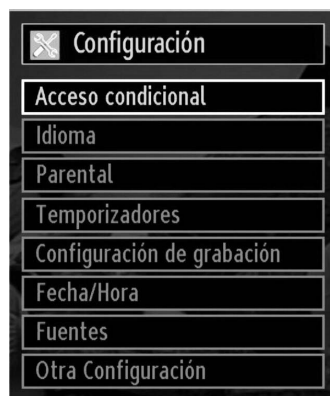 Configuración
Acceso condicional
Idioma
Parental
Temporizadores
Configuración de grabación
Fecha/Hora
Fuentes
Otra Configuración